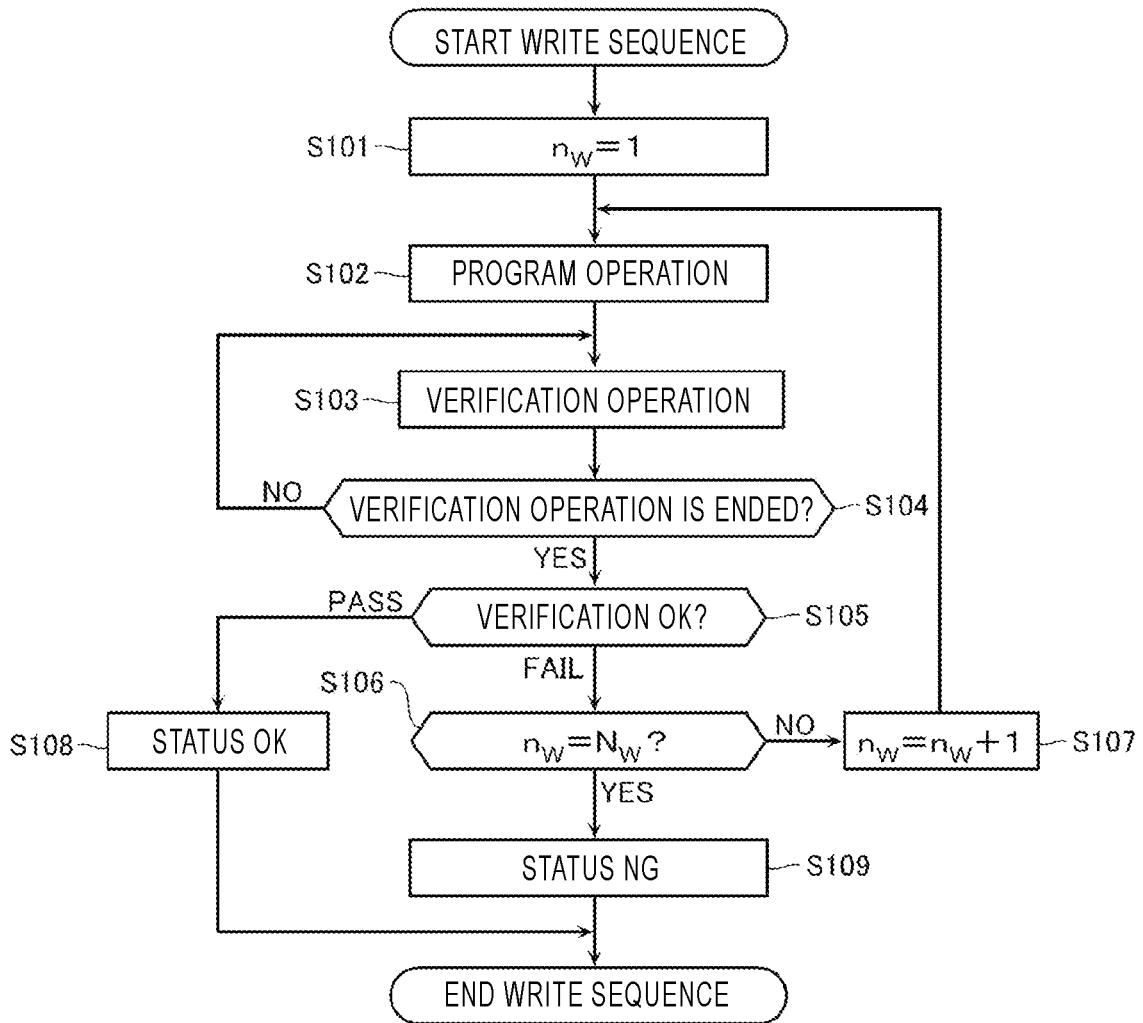 START WRITE SEQUENCE
S101
n_W=1
S102
PROGRAM OPERATION
S103
VERIFICATION OPERATION
NO
VERIFICATION OPERATION IS ENDED?
S104
YES
PASS
VERIFICATION OK?
S105
FAIL
S106
S108
STATUS OK
n_W=N_W?
NO
n_W=n_W+1
S107
YES
STATUS NG
S109
END WRITE SEQUENCE